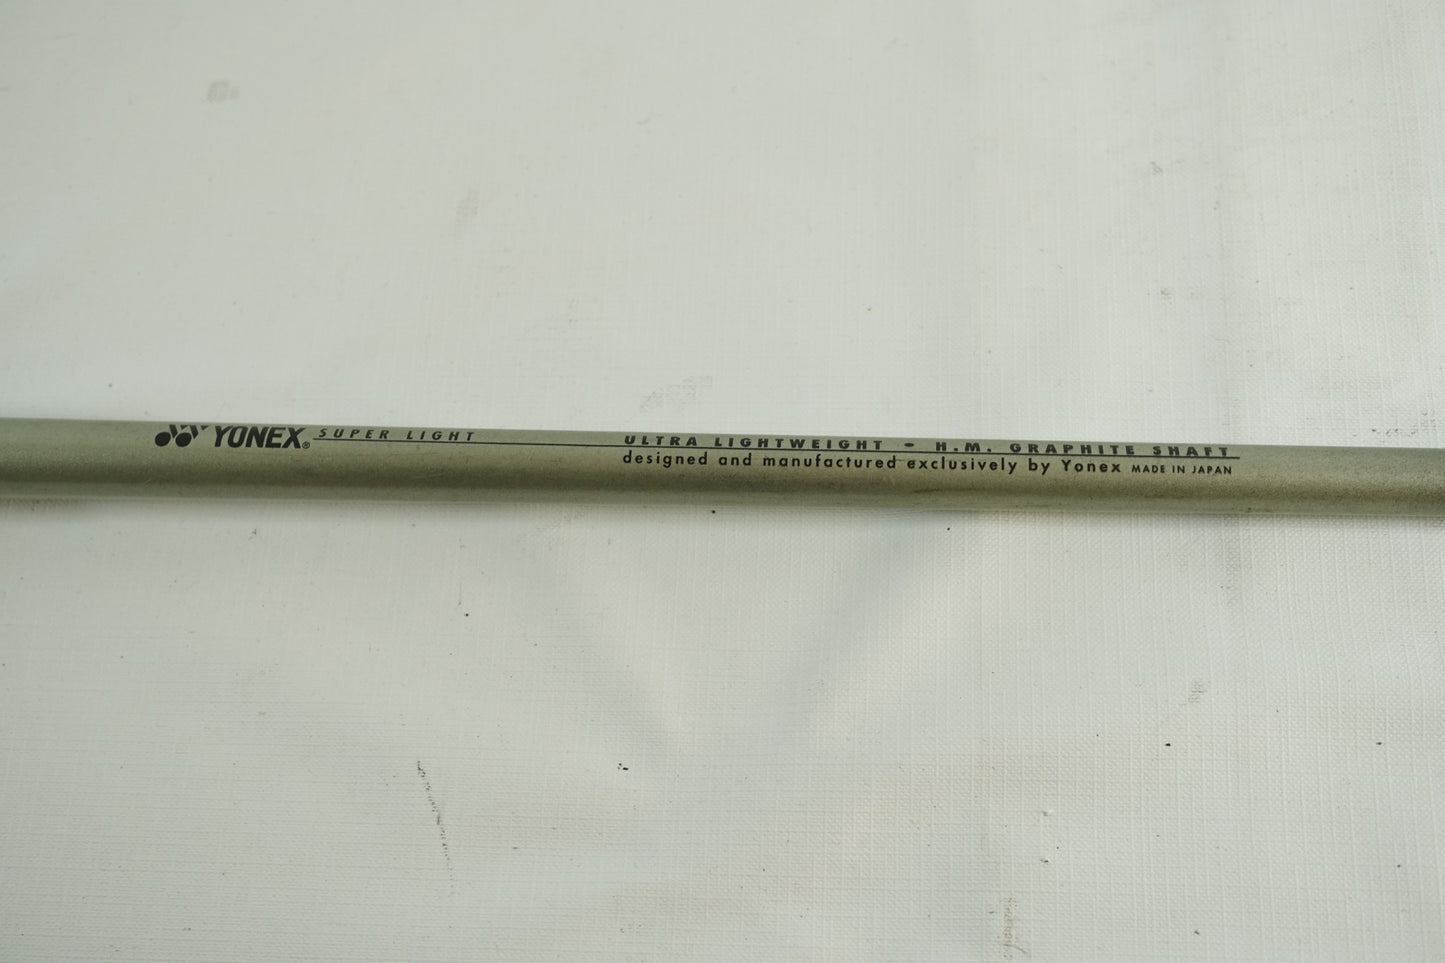 YONEX® SUPER LIGHT
ULTRA LIGHTWEIGHT - H.M. GRAPHITE SHAFT
designed and manufactured exclusively by Yonex MADE IN JAPAN